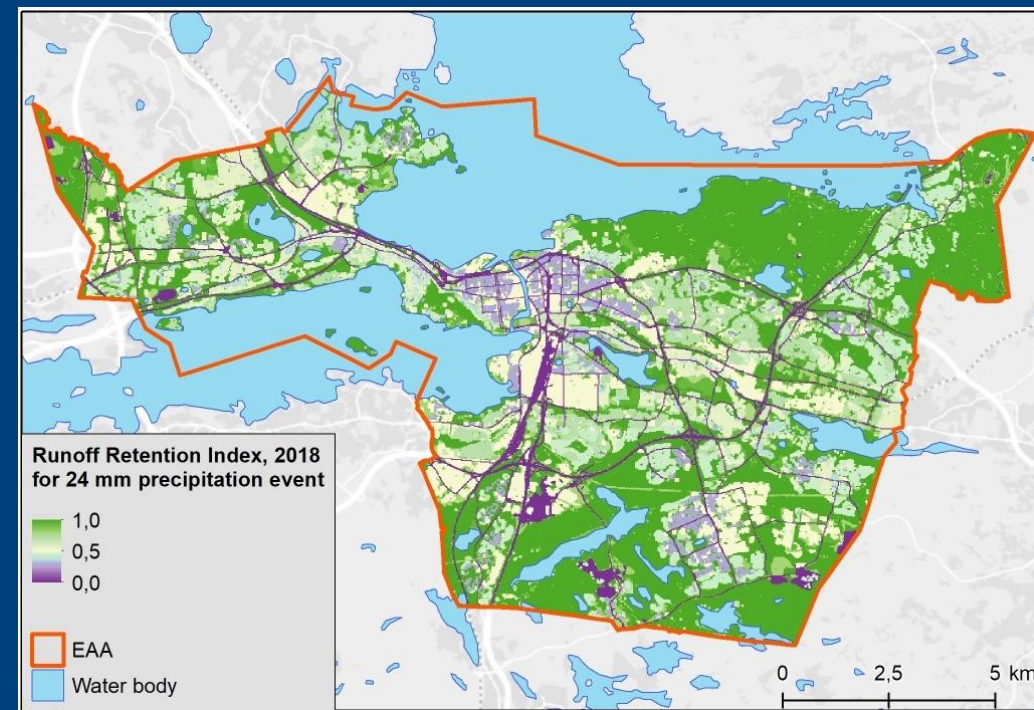 Runoff Retention Index, 2018
for 24 mm precipitation event
1,0
0,5
0,0
EAA
Water body
0 2,5 5 km